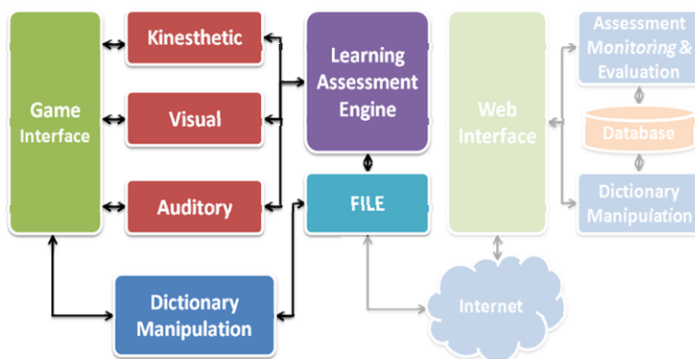 Kinesthetic
Visual
Auditory
Game
Interface
Learning
Assessment
Engine
FILE
Dictionary
Manipulation
Web
Interface
Assessment
Monitoring &
Evaluation
Database
Dictionary
Manipulation
Internet